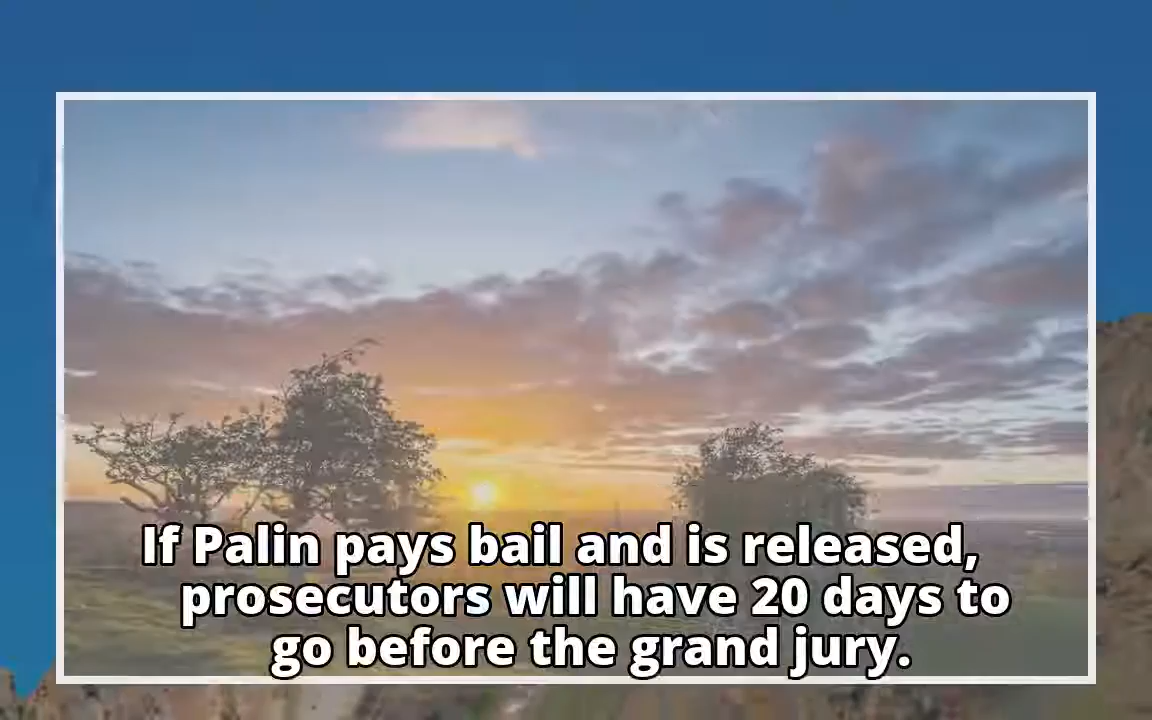 If Palin pays bail and is released,
prosecutors will have 20 days to
go before the grand jury.